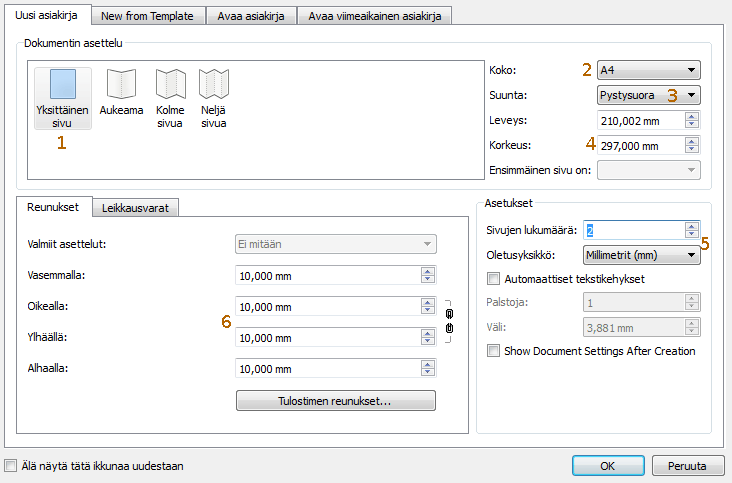 Uusi asiakirja
New from Template
Avaa asiakirja
Avaa viimeaikainen asiakirja
Dokumentin asettelu
Yksittäinen
sivu
Aukeama
Kolme
sivua
Neljä
sivua
1
Koko: 2 A4
Suunta: Pystysuora 3
Leveys: 210,002 mm
Korkeus: 4 297,000 mm
Ensimmäinen sivu on:
Reunukset
Leikkausvarat
Valmiit asettelut: Ei mitään
Vasemmalla: 10,000 mm
Oikealla: 10,000 mm
6
Ylhäällä: 10,000 mm
Alhaalla: 10,000 mm
Tulostimen reunukset...
Asetukset
Sivujen lukumäärä: 2
5
Oletusyksikkö: Millimetrit (mm)
Automaattiset tekstikehykset
Palstoja: 1
Väli: 3,881 mm
Show Document Settings After Creation
Älä näytä tätä ikkunaa uudestaan
OK
Peruuta